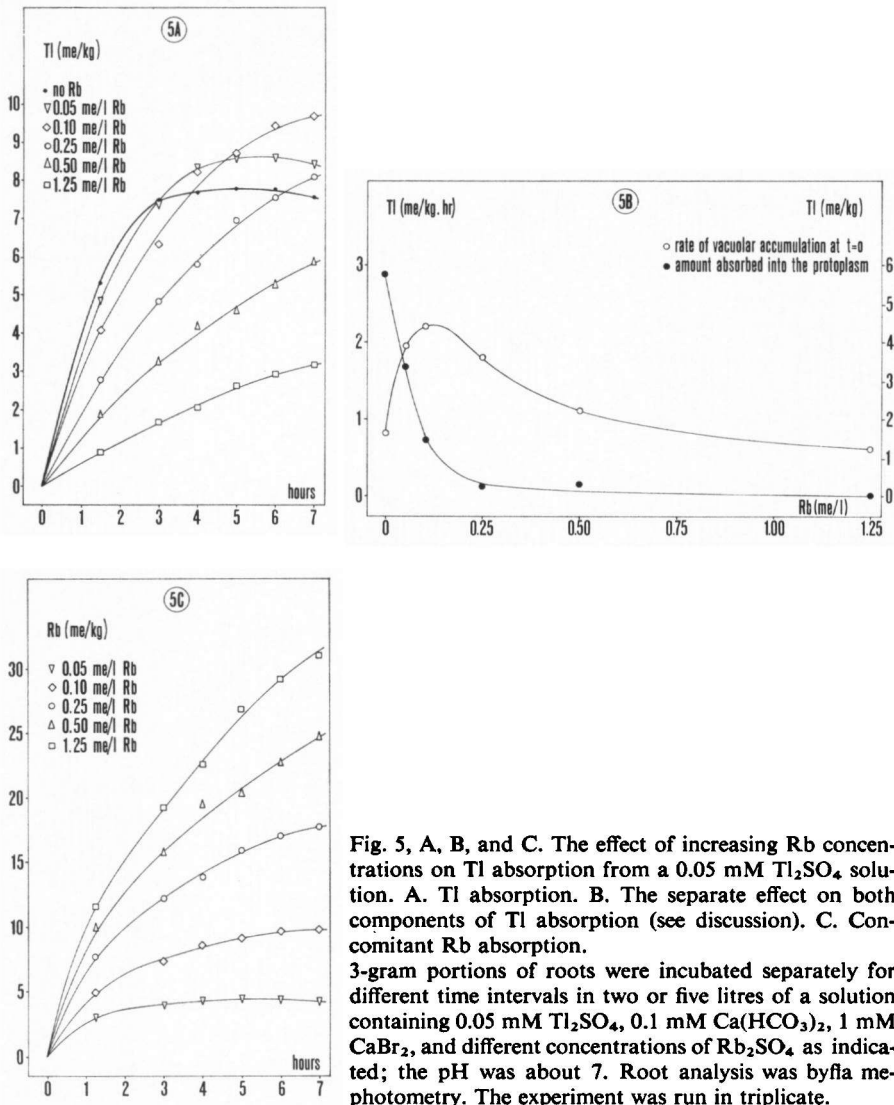 5A
Tl (me/kg)
• no Rb
▽ 0.05 me/l Rb
◇ 0.10 me/l Rb
○ 0.25 me/l Rb
△ 0.50 me/l Rb
□ 1.25 me/l Rb
10
9
8
7
6
5
4
3
2
1
0
hours
0 1 2 3 4 5 6 7
5B
Tl (me/kg.hr)
Tl (me/kg)
○ rate of vacuolar accumulation at t=o
● amount absorbed into the protoplasm
3
2
1
0
6
5
4
3
2
1
0
Rb (me/l)
0 0.25 0.50 0.75 1.00 1.25
5C
Rb (me/kg)
▽ 0.05 me/l Rb
◇ 0.10 me/l Rb
○ 0.25 me/l Rb
△ 0.50 me/l Rb
□ 1.25 me/l Rb
30
25
20
15
10
5
0
hours
0 1 2 3 4 5 6 7
Fig. 5, A, B, and C. The effect of increasing Rb concen-
trations on Tl absorption from a 0.05 mM Tl₂SO₄ solu-
tion. A. Tl absorption. B. The separate effect on both
components of Tl absorption (see discussion). C. Con-
comitant Rb absorption.
3-gram portions of roots were incubated separately for
different time intervals in two or five litres of a solution
containing 0.05 mM Tl₂SO₄, 0.1 mM Ca(HCO₃)₂, 1 mM
CaBr₂, and different concentrations of Rb₂SO₄ as indica-
ted; the pH was about 7. Root analysis was byfla me-
photometry. The experiment was run in triplicate.